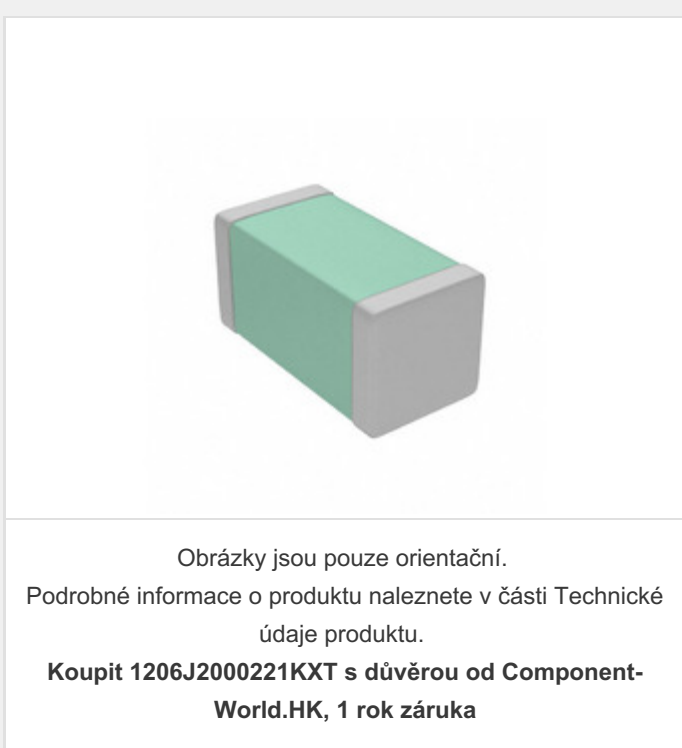 Obrázky jsou pouze orientační.
Podrobné informace o produktu naleznete v části Technické
údaje produktu.
Koupit 1206J2000221KXT s důvěrou od Component-
World.HK, 1 rok záruka